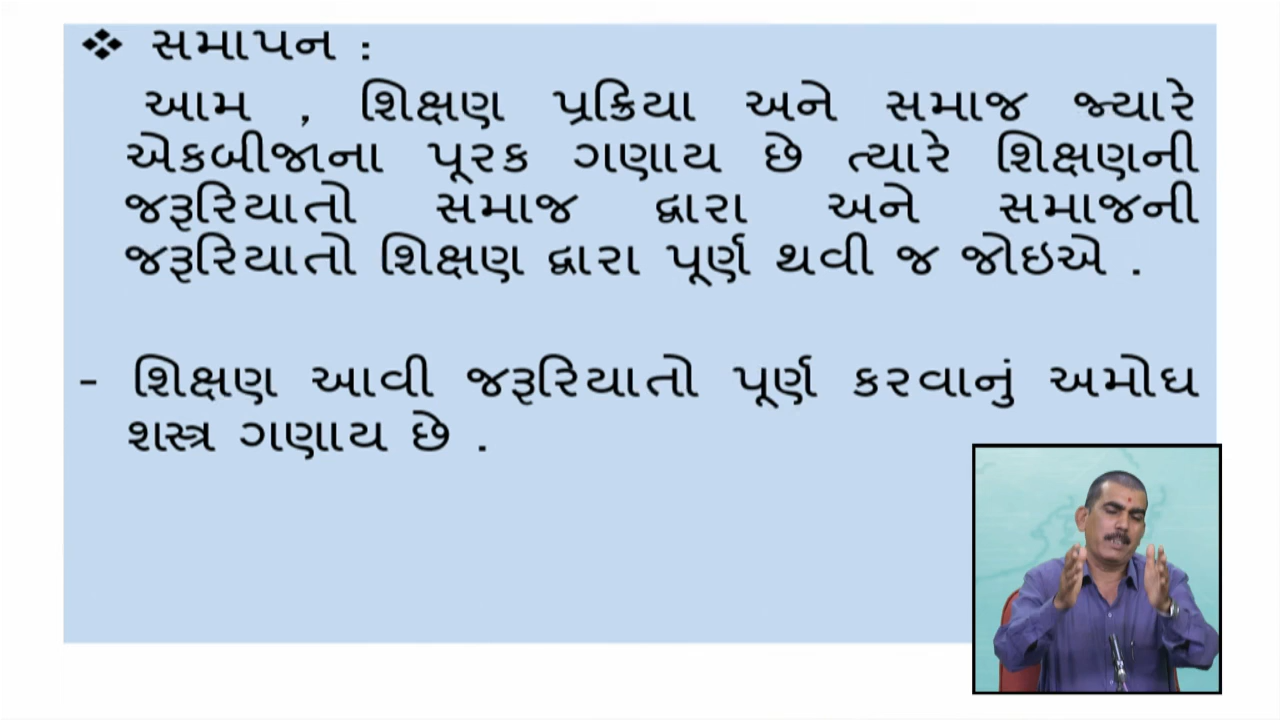 ❖ સમાપન :
આમ , શિક્ષણ પ્રક્રિયા અને સમાજ જ્યારે
એકબીજાના પૂરક ગણાય છે ત્યારે શિક્ષણની
જરૂરિયાતો સમાજ દ્વારા અને સમાજની
જરૂરિયાતો શિક્ષણ દ્વારા પૂર્ણ થવી જ જોઇએ .
- શિક્ષણ આવી જરૂરિયાતો પૂર્ણ કરવાનું અમોઘ
શસ્ત્ર ગણાય છે .